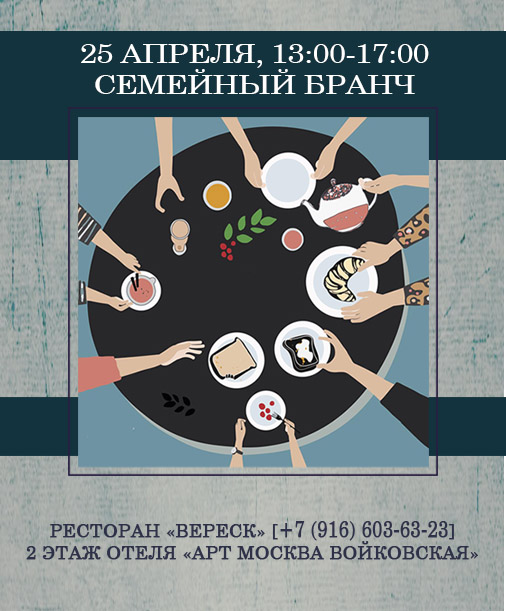 25 АПРЕЛЯ, 13:00-17:00
СЕМЕЙНЫЙ БРАНЧ
РЕСТОРАН «ВЕРЕСК» [+7 (916) 603-63-23]
2 ЭТАЖ ОТЕЛЯ «АРТ МОСКВА ВОЙКОВСКАЯ»